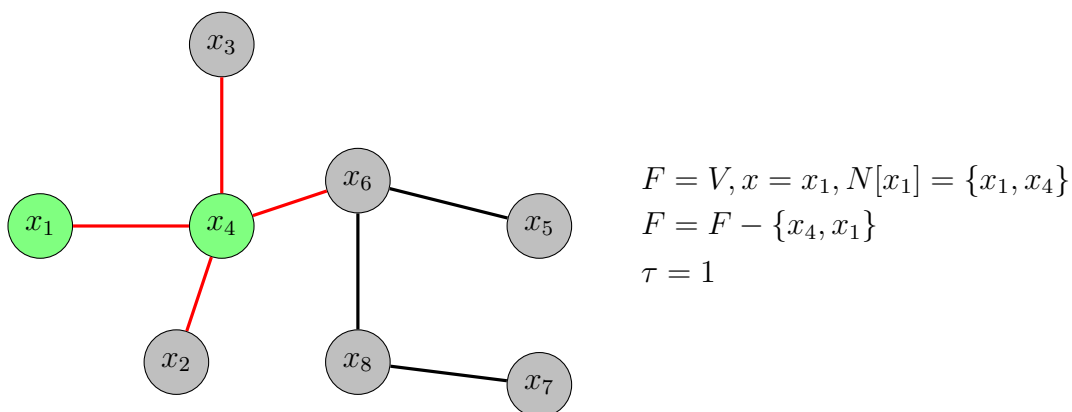 x₃
x₆
x₁
x₄
x₅
x₂
x₈
x₇
F = V, x = x₁, N[x₁] = {x₁, x₄}
F = F − {x₄, x₁}
τ = 1